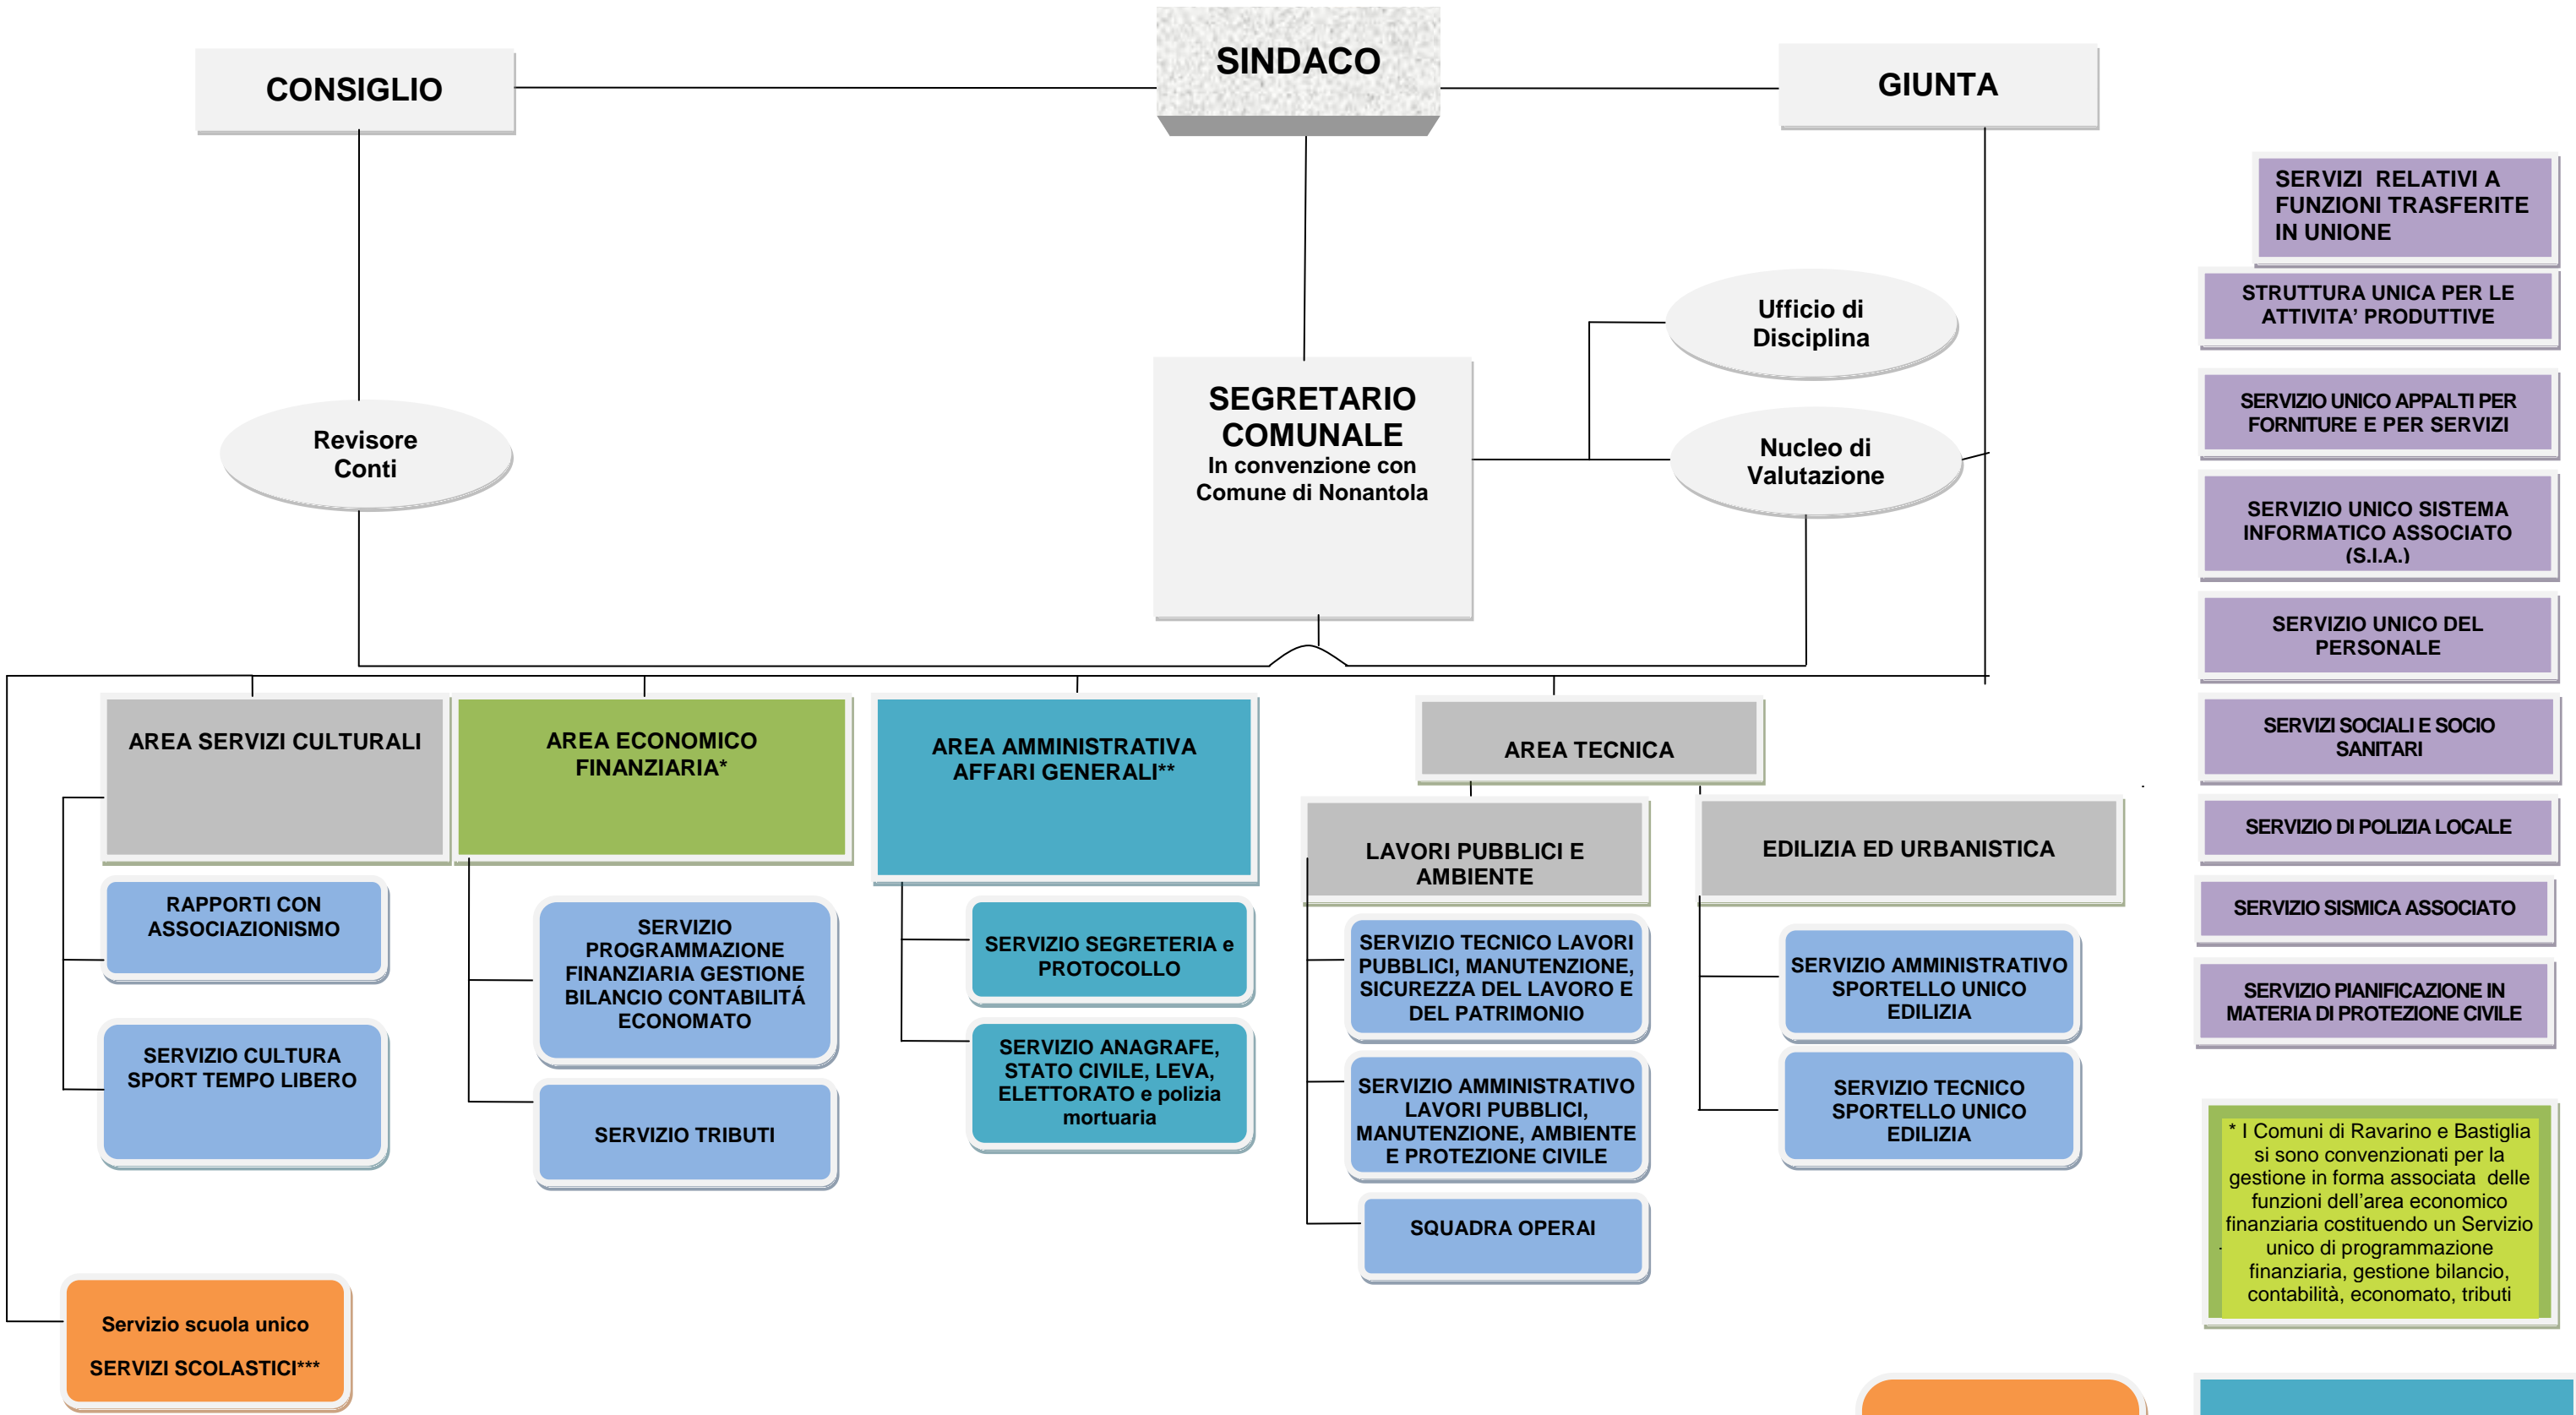 CONSIGLIO
SINDACO
GIUNTA
Revisore
Conti
SEGRETARIO
COMUNALE
In convenzione con
Comune di Nonantola
Ufficio di
Disciplina
Nucleo di
Valutazione
SERVIZI RELATIVI A
FUNZIONI TRASFERITE
IN UNIONE
STRUTTURA UNICA PER LE
ATTIVITA’ PRODUTTIVE
SERVIZIO UNICO APPALTI PER
FORNITURE E PER SERVIZI
SERVIZIO UNICO SISTEMA
INFORMATICO ASSOCIATO
(S.I.A.)
SERVIZIO UNICO DEL
PERSONALE
SERVIZI SOCIALI E SOCIO
SANITARI
SERVIZIO DI POLIZIA LOCALE
SERVIZIO SISMICA ASSOCIATO
SERVIZIO PIANIFICAZIONE IN
MATERIA DI PROTEZIONE CIVILE
AREA SERVIZI CULTURALI
RAPPORTI CON
ASSOCIAZIONISMO
SERVIZIO CULTURA
SPORT TEMPO LIBERO
AREA ECONOMICO
FINANZIARIA*
SERVIZIO
PROGRAMMAZIONE
FINANZIARIA GESTIONE
BILANCIO CONTABILITÁ
ECONOMATO
SERVIZIO TRIBUTI
AREA AMMINISTRATIVA
AFFARI GENERALI**
SERVIZIO SEGRETERIA e
PROTOCOLLO
SERVIZIO ANAGRAFE,
STATO CIVILE, LEVA,
ELETTORATO e polizia
mortuaria
AREA TECNICA
LAVORI PUBBLICI E
AMBIENTE
SERVIZIO TECNICO LAVORI
PUBBLICI, MANUTENZIONE,
SICUREZZA DEL LAVORO E
DEL PATRIMONIO
SERVIZIO AMMINISTRATIVO
LAVORI PUBBLICI,
MANUTENZIONE, AMBIENTE
E PROTEZIONE CIVILE
SQUADRA OPERAI
EDILIZIA ED URBANISTICA
SERVIZIO AMMINISTRATIVO
SPORTELLO UNICO
EDILIZIA
SERVIZIO TECNICO
SPORTELLO UNICO
EDILIZIA
* I Comuni di Ravarino e Bastiglia
si sono convenzionati per la
gestione in forma associata delle
funzioni dell’area economico
finanziaria costituendo un Servizio
unico di programmazione
finanziaria, gestione bilancio,
contabilità, economato, tributi
Servizio scuola unico
SERVIZI SCOLASTICI***